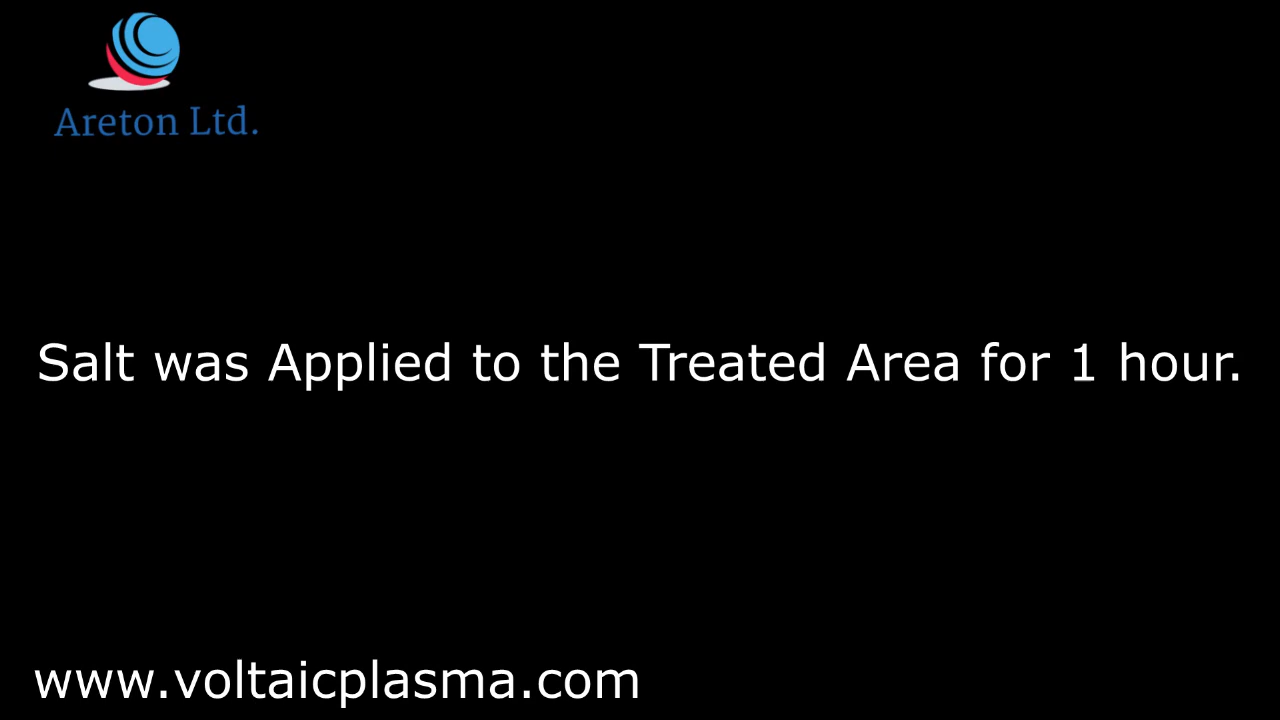 Areton Ltd.
Salt was Applied to the Treated Area for 1 hour.
www.voltaicplasma.com